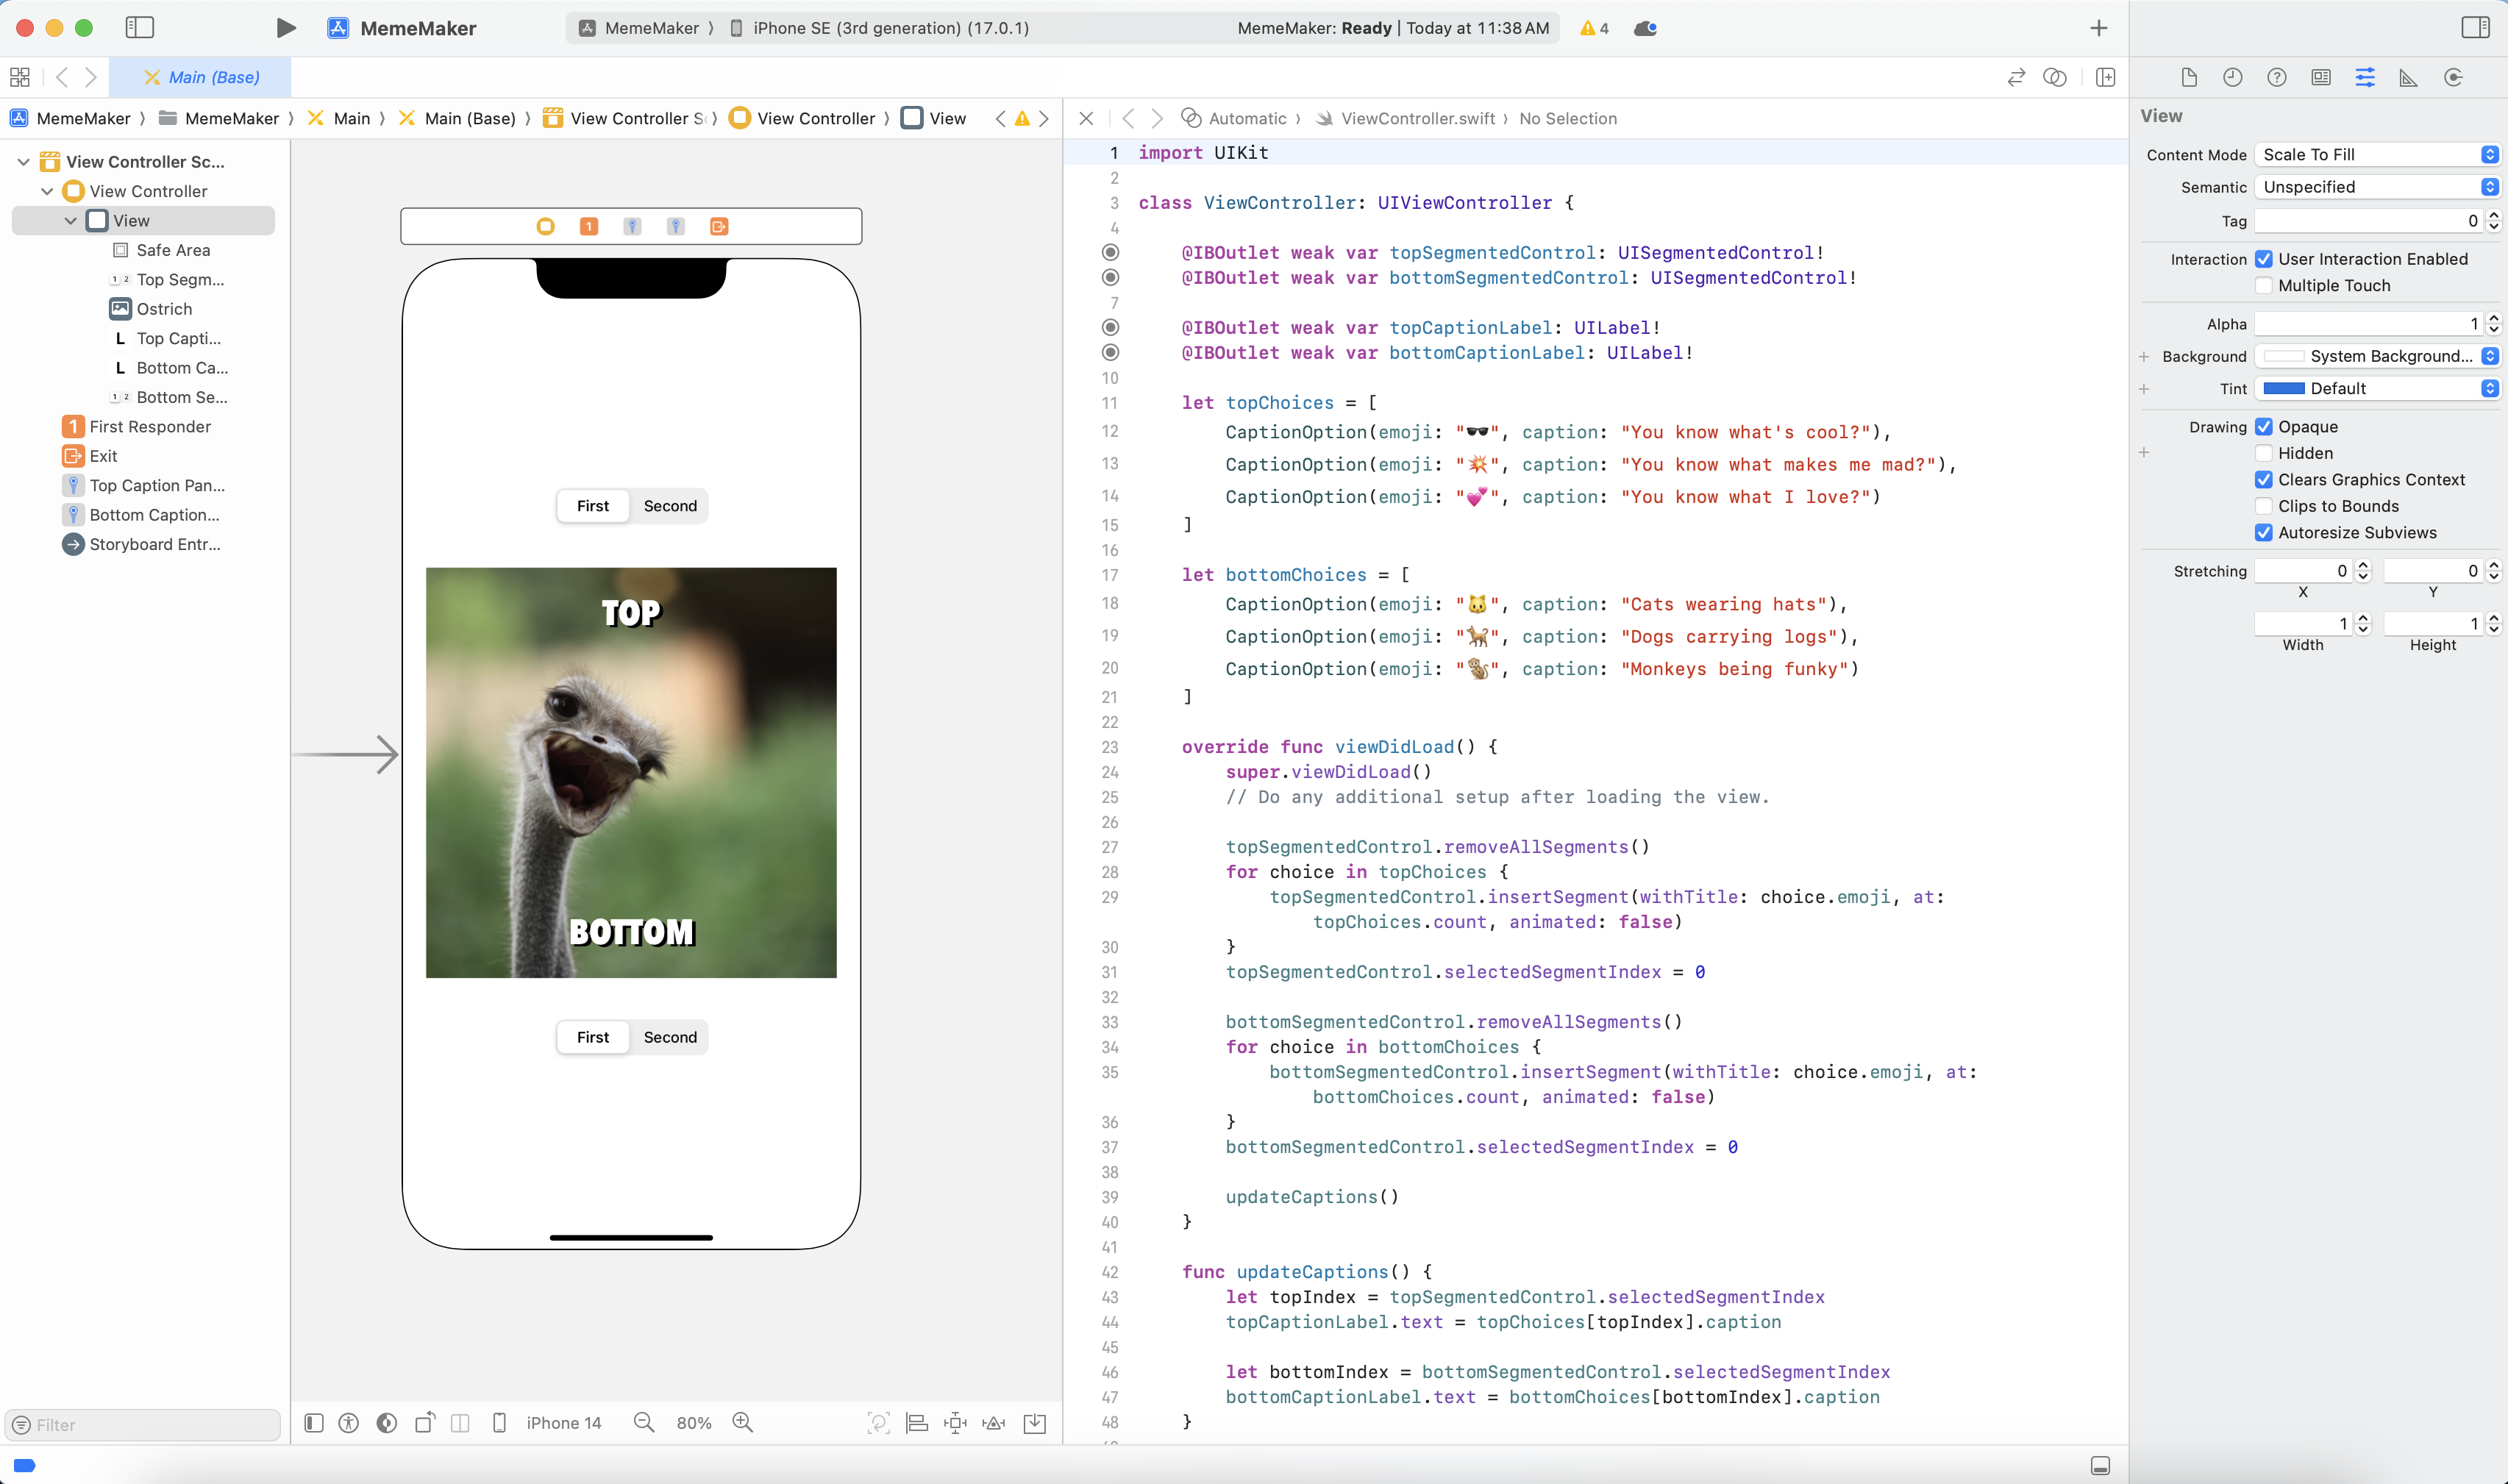 MemeMaker
MemeMaker 〉 iPhone SE (3rd generation) (17.0.1)
MemeMaker: Ready | Today at 11:38 AM
4
Main (Base)
MemeMaker 〉 MemeMaker 〉 Main 〉 Main (Base) 〉 View Controller S 〉 View Controller 〉 View
View Controller Sc...
View Controller
View
Safe Area
1 2 Top Segm...
Ostrich
L Top Capti...
L Bottom Ca...
1 2 Bottom Se...
1 First Responder
Exit
Top Caption Pan...
Bottom Caption...
Storyboard Entr...
Filter
1
First Second
TOP
BOTTOM
First Second
iPhone 14
80%
Automatic 〉 ViewController.swift 〉 No Selection
1 import UIKit
2
3 class ViewController: UIViewController {
4
@IBOutlet weak var topSegmentedControl: UISegmentedControl!
@IBOutlet weak var bottomSegmentedControl: UISegmentedControl!
7
@IBOutlet weak var topCaptionLabel: UILabel!
@IBOutlet weak var bottomCaptionLabel: UILabel!
10
11 let topChoices = [
12 CaptionOption(emoji: "🕶️", caption: "You know what's cool?"),
13 CaptionOption(emoji: "💥", caption: "You know what makes me mad?"),
14 CaptionOption(emoji: "💕", caption: "You know what I love?")
15 ]
16
17 let bottomChoices = [
18 CaptionOption(emoji: "🐱", caption: "Cats wearing hats"),
19 CaptionOption(emoji: "🐕", caption: "Dogs carrying logs"),
20 CaptionOption(emoji: "🐒", caption: "Monkeys being funky")
21 ]
22
23 override func viewDidLoad() {
24 super.viewDidLoad()
25 // Do any additional setup after loading the view.
26
27 topSegmentedControl.removeAllSegments()
28 for choice in topChoices {
29 topSegmentedControl.insertSegment(withTitle: choice.emoji, at:
topChoices.count, animated: false)
30 }
31 topSegmentedControl.selectedSegmentIndex = 0
32
33 bottomSegmentedControl.removeAllSegments()
34 for choice in bottomChoices {
35 bottomSegmentedControl.insertSegment(withTitle: choice.emoji, at:
bottomChoices.count, animated: false)
36 }
37 bottomSegmentedControl.selectedSegmentIndex = 0
38
39 updateCaptions()
40 }
41
42 func updateCaptions() {
43 let topIndex = topSegmentedControl.selectedSegmentIndex
44 topCaptionLabel.text = topChoices[topIndex].caption
45
46 let bottomIndex = bottomSegmentedControl.selectedSegmentIndex
47 bottomCaptionLabel.text = bottomChoices[bottomIndex].caption
48 }
View
Content Mode Scale To Fill
Semantic Unspecified
Tag 0
Interaction User Interaction Enabled
Multiple Touch
Alpha 1
Background System Background...
Tint Default
Drawing Opaque
Hidden
Clears Graphics Context
Clips to Bounds
Autoresize Subviews
Stretching 0 0
X Y
1 1
Width Height